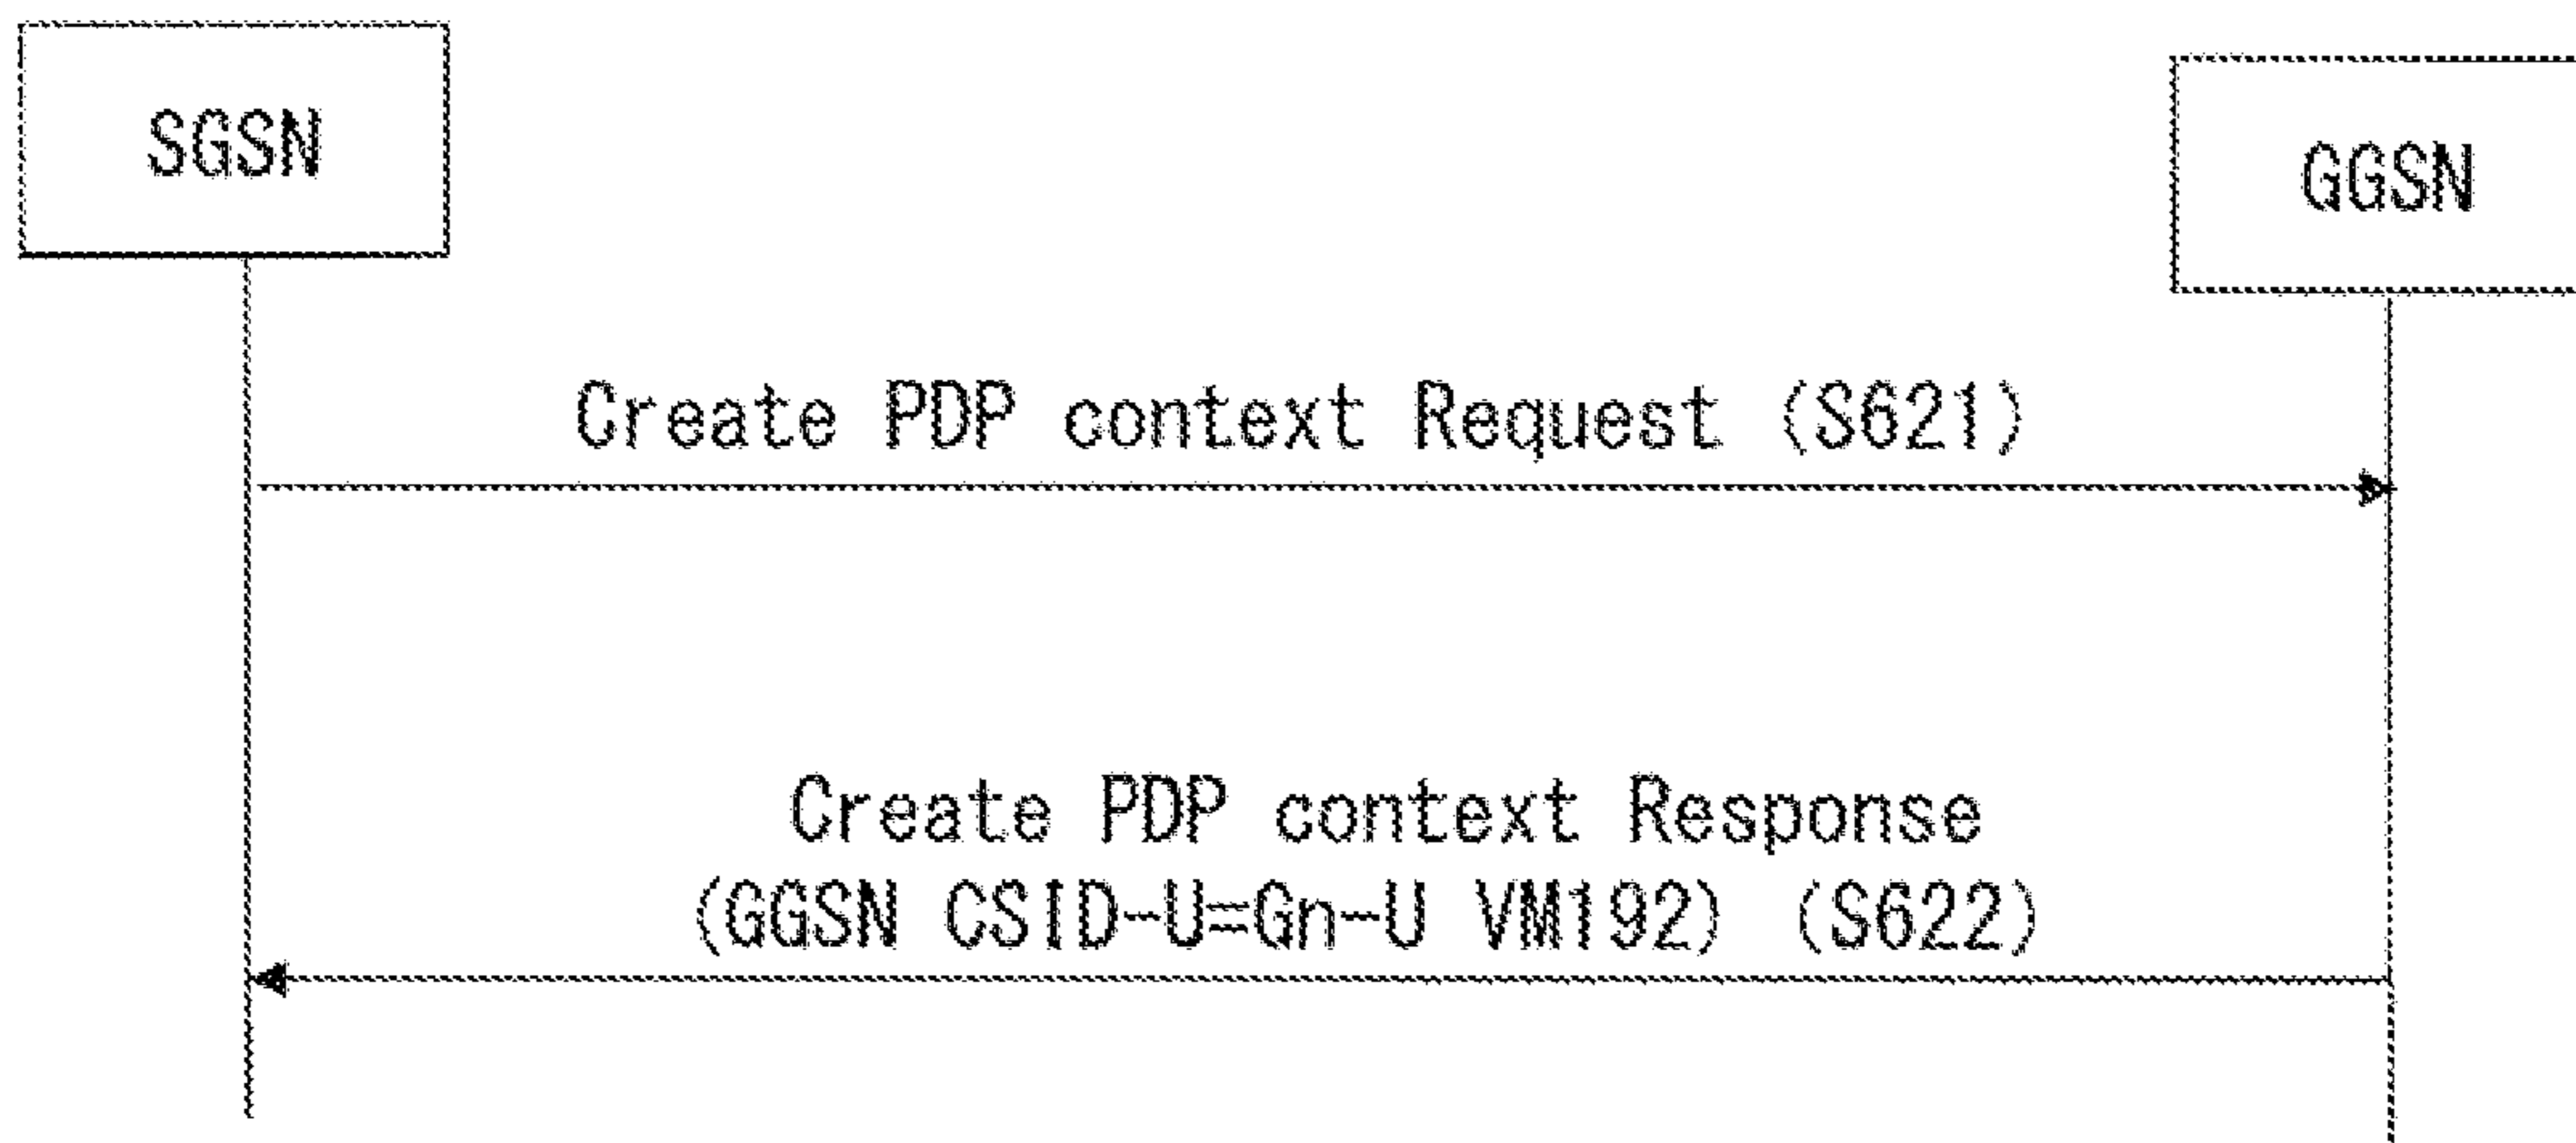 SGSN
GGSN
Create PDP context Request (S621)
Create PDP context Response
(GGSN CSID-U=Gn-U VM192) (S622)